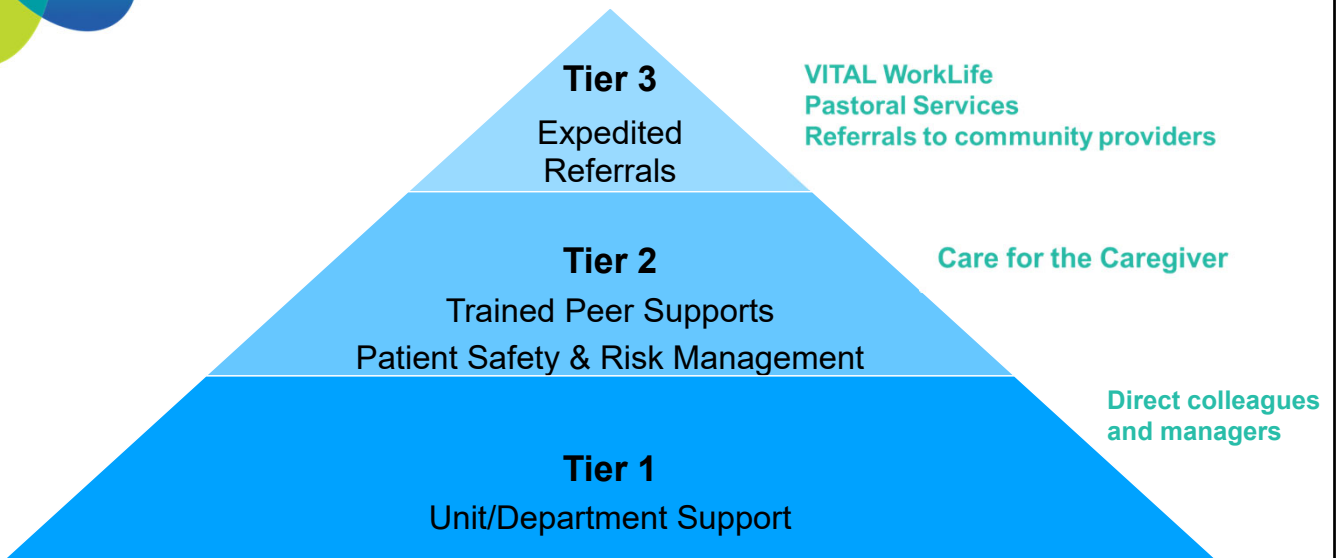 Tier 3
Expedited
Referrals
VITAL WorkLife
Pastoral Services
Referrals to community providers
Tier 2
Trained Peer Supports
Patient Safety & Risk Management
Care for the Caregiver
Direct colleagues
and managers
Tier 1
Unit/Department Support